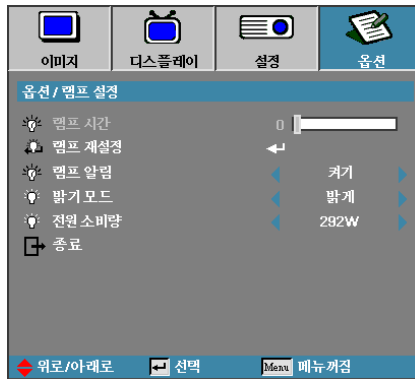 이미지 디스플레이 설정 옵션
옵션 / 램프 설정
램프 시간 0
램프 재설정
램프 알림 켜기
밝기 모드 밝게
전원 소비량 292W
종료
위로/아래로 선택 Menu 메뉴꺼짐